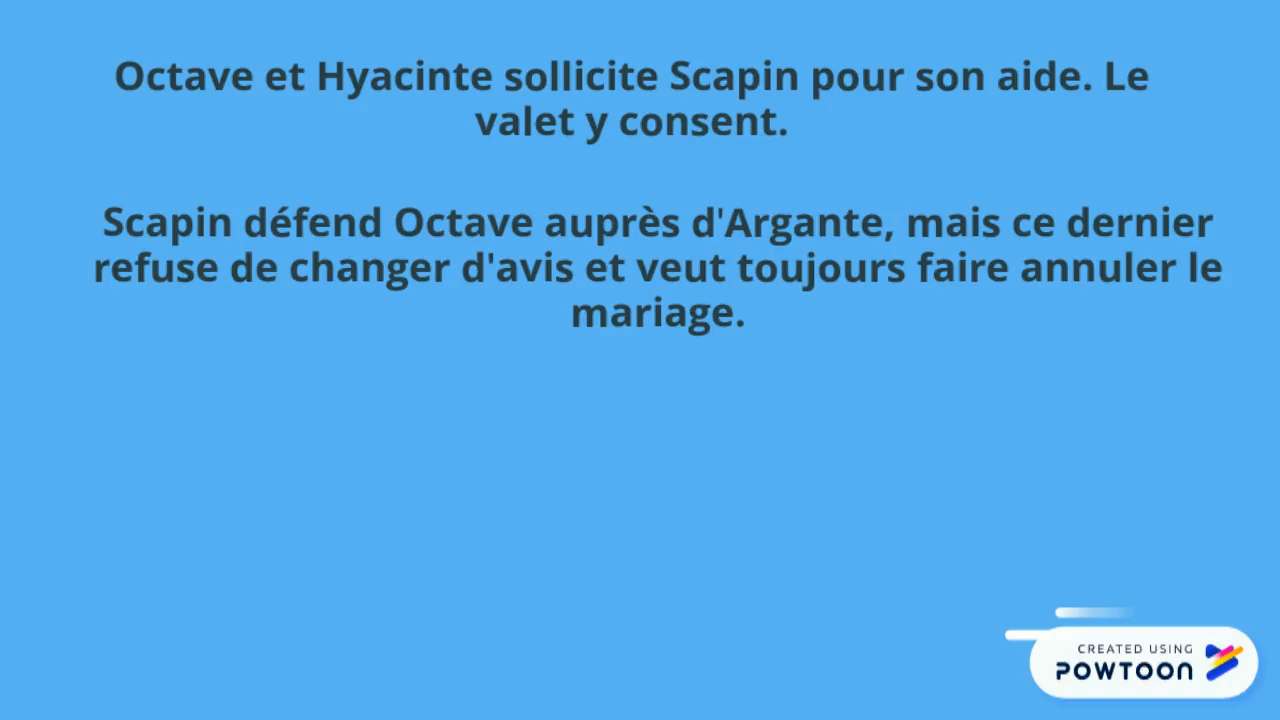 Octave et Hyacinte sollicite Scapin pour son aide. Le
valet y consent.
Scapin défend Octave auprès d'Argante, mais ce dernier
refuse de changer d'avis et veut toujours faire annuler le
mariage.
CREATED USING
POWTOON